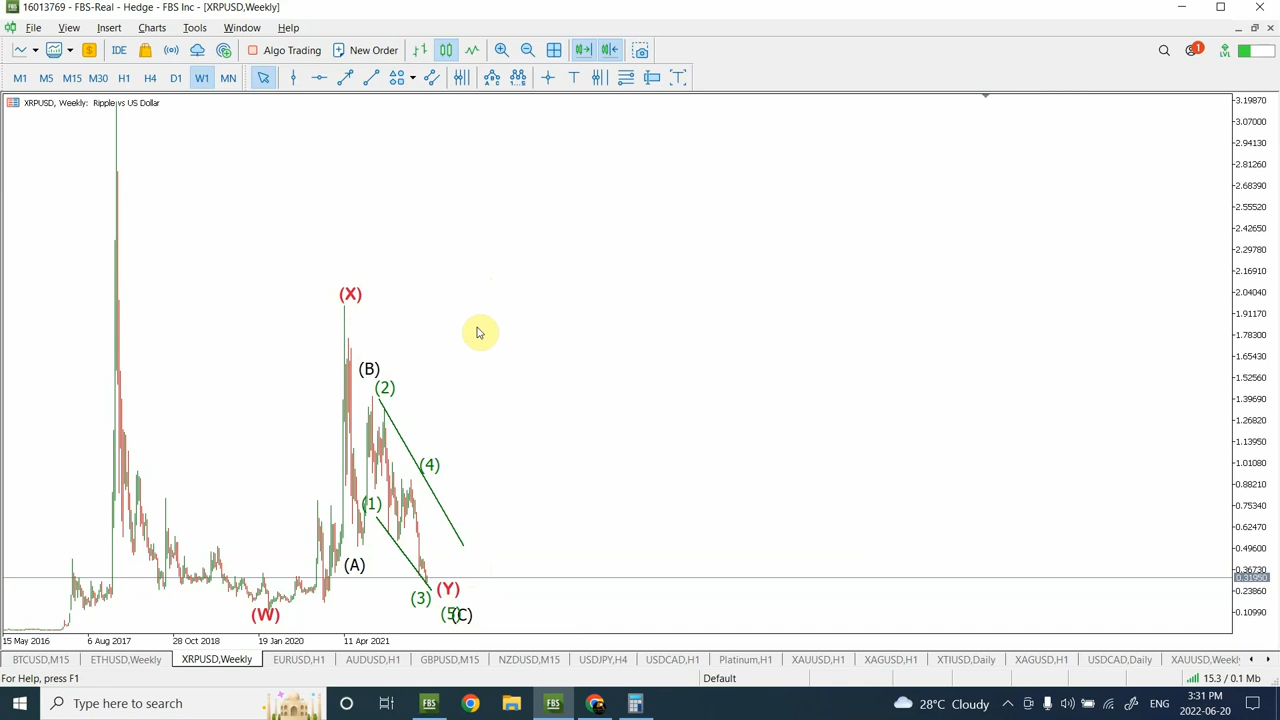 16013769 - FBS-Real - Hedge - FBS Inc - [XRPUSD,Weekly]
File View Insert Charts Tools Window Help
IDE Algo Trading New Order 1 LVL
M1 M5 M15 M30 H1 H4 D1 W1 MN T T
XRPUSD, Weekly: Ripple vs US Dollar
3.19870
3.07000
2.94130
2.81260
2.68390
2.55520
2.42650
2.29780
2.16910
2.04040
1.91170
1.78300
1.65430
1.52560
1.39690
1.26820
1.13950
1.01080
0.88210
0.75340
0.62470
0.49600
0.36730
0.31950
0.23860
0.10990
(X)
(B)
(2)
(4)
(1)
(A)
(Y)
(3)
(W)
(5)
(C)
15 May 2016 6 Aug 2017 28 Oct 2018 19 Jan 2020 11 Apr 2021
BTCUSD,M15 ETHUSD,Weekly XRPUSD,Weekly EURUSD,H1 AUDUSD,H1 GBPUSD,M15 NZDUSD,M15 USDJPY,H4 USDCAD,H1 Platinum,H1 XAUUSD,H1 XAGUSD,H1 XTIUSD,Daily XAGUSD,H1 USDCAD,Daily XAUUSD,Weekly
For Help, press F1 Default 15.3 / 0.1 Mb
Type here to search FBS FBS 28°C Cloudy ENG 3:31 PM
2022-06-20